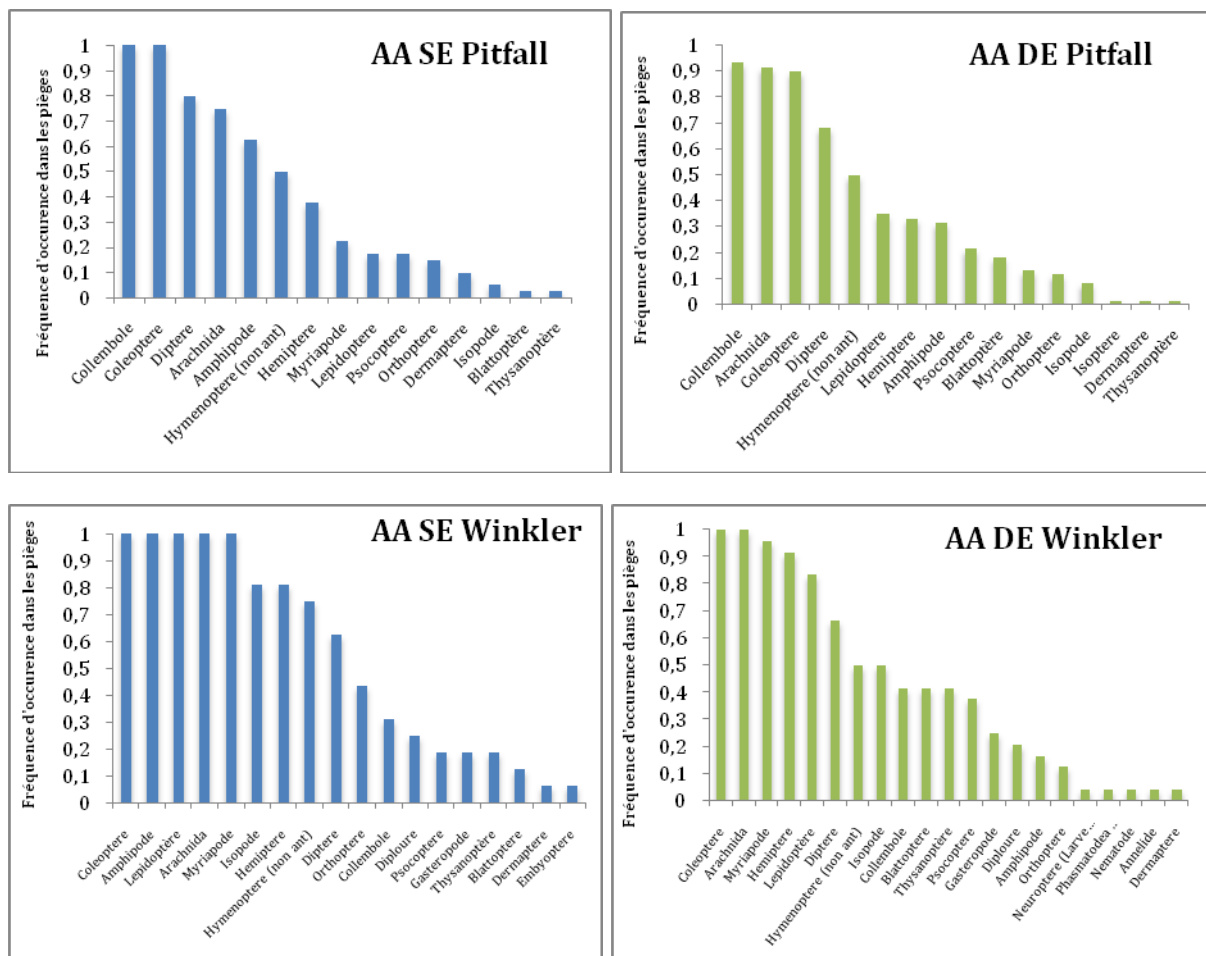 AA SE Pitfall
Fréquence d'occurence dans les pièges
1
0,9
0,8
0,7
0,6
0,5
0,4
0,3
0,2
0,1
0
Collembole
Coleoptere
Diptere
Arachnida
Amphipode
Hymenoptere (non ant)
Hemiptere
Myriapode
Lepidoptere
Psocoptere
Orthoptere
Dermaptere
Isopode
Blattoptère
Thysanoptère
AA DE Pitfall
Fréquence d'occurence dans les pièges
1
0,9
0,8
0,7
0,6
0,5
0,4
0,3
0,2
0,1
0
Collembole
Arachnida
Coleoptere
Diptere
Hymenoptere (non ant)
Lepidoptere
Hemiptere
Amphipode
Psocoptere
Blattoptère
Myriapode
Orthoptere
Isopode
Isoptere
Dermaptere
Thysanoptère
AA SE Winkler
Fréquence d'occurence dans les pièges
1
0,9
0,8
0,7
0,6
0,5
0,4
0,3
0,2
0,1
0
Coleoptere
Amphipode
Lepidoptère
Arachnida
Myriapode
Isopode
Hemiptere
Hymenoptere (non ant)
Diptere
Orthoptere
Collembole
Diploure
Psocoptere
Gasteropode
Thysanoptère
Blattoptere
Dermaptere
Embyoptere
AA DE Winkler
Fréquence d'occurence dans les pièges
1
0,9
0,8
0,7
0,6
0,5
0,4
0,3
0,2
0,1
0
Coleoptere
Arachnida
Myriapode
Hemiptere
Lepidoptère
Diptere
Hymenoptere (non ant)
Isopode
Collembole
Blattoptere
Thysanoptère
Psocoptere
Gasteropode
Diploure
Amphipode
Orthoptere
Neuroptere (Larve...
Phasmatodea ..
Nematode
Annelide
Dermaptere